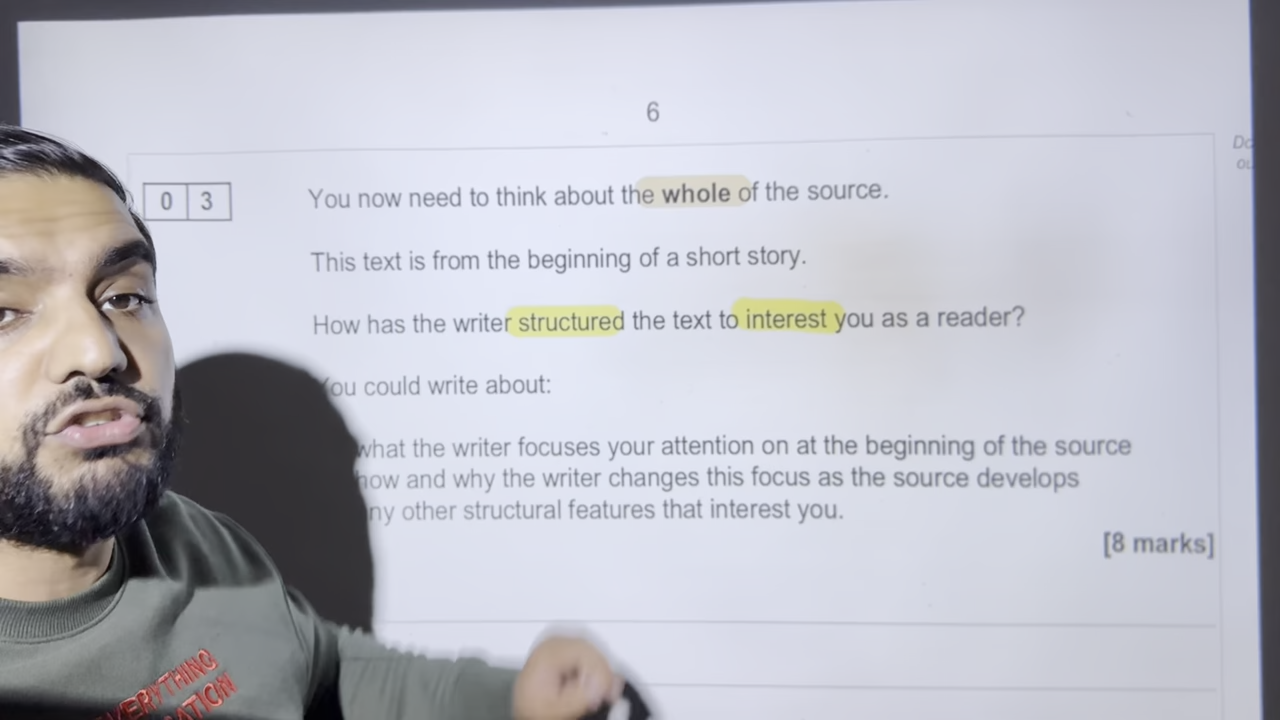 6
0 3
You now need to think about the whole of the source.
This text is from the beginning of a short story.
How has the writer structured the text to interest you as a reader?
You could write about:
what the writer focuses your attention on at the beginning of the source
how and why the writer changes this focus as the source develops
any other structural features that interest you.
[8 marks]
EVERYTHING